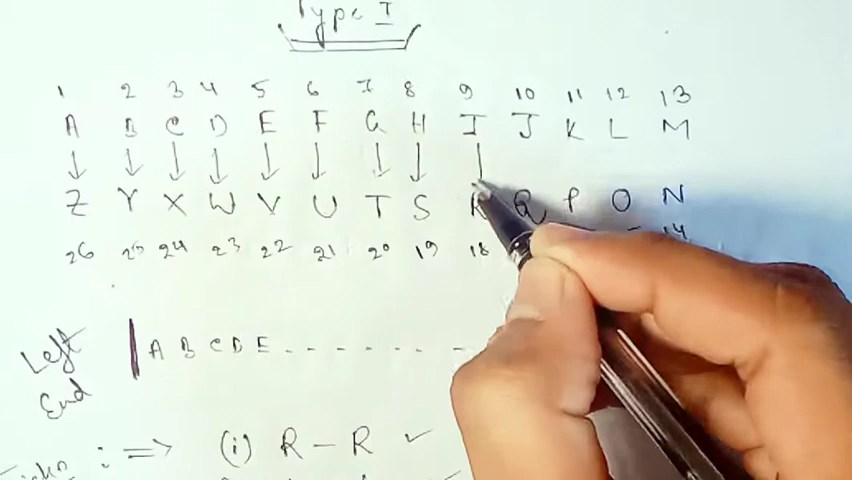 Type I
1 2 3 4 5 6 7 8 9 10 11 12 13
A B C D E F G H I J K L M
Z Y X W V U T S R Q P O N
26 25 24 23 22 21 20 19 18 14
Left End | A B C D E - - - - - - -
: => (i) R - R ✓